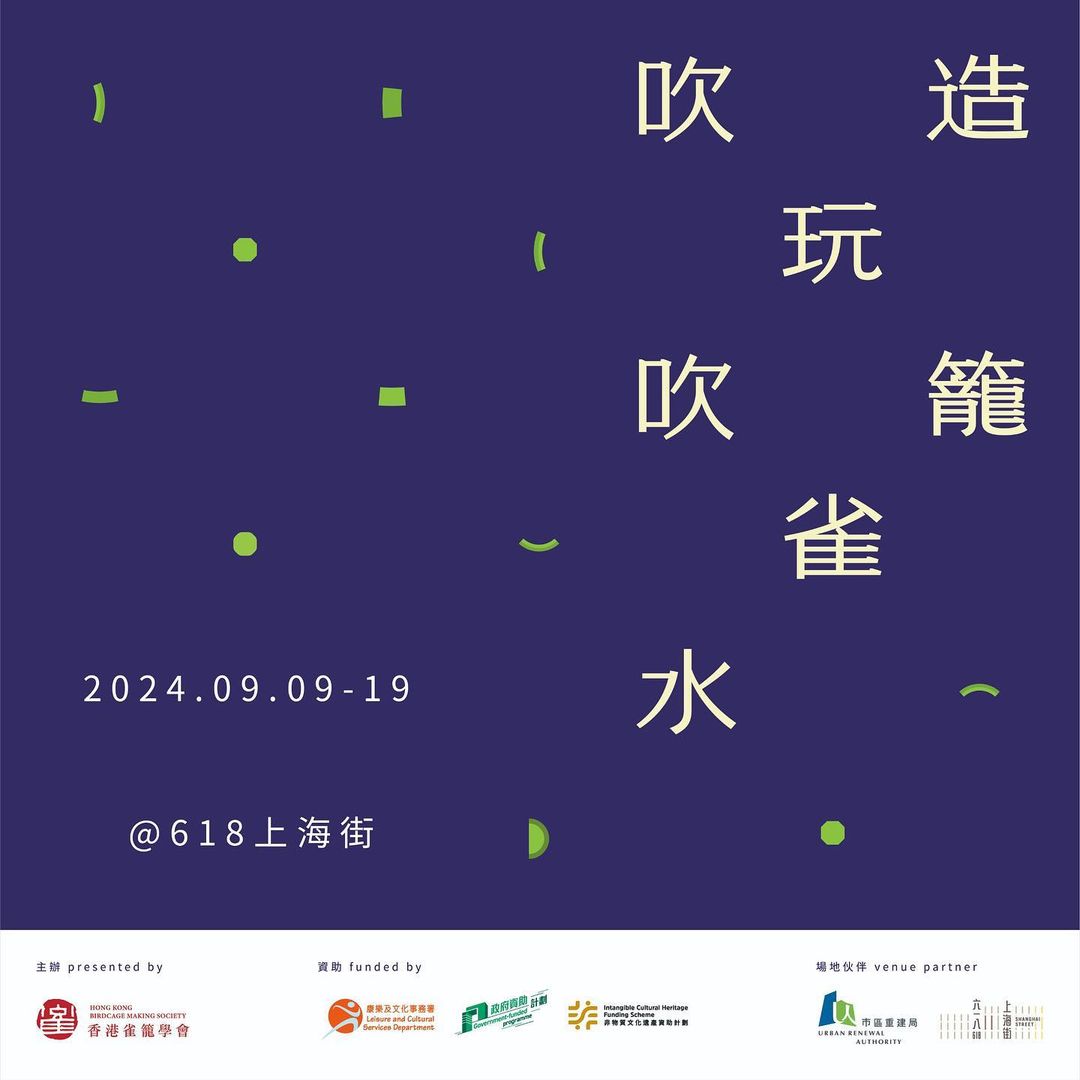 造籠
玩雀
吹吹水
2024.09.09-19
@618上海街
主辦 presented by
HONG KONG
BIRDCAGE MAKING SOCIETY
香港雀籠學會
資助 funded by
康樂及文化事務署
Leisure and Cultural
Services Department
政府資助計劃
Government-funded
programme
Intangible Cultural Heritage
Funding Scheme
非物質文化遺產資助計劃
場地伙伴 venue partner
市區重建局
URBAN RENEWAL
AUTHORITY
六一八
618
上海街
SHANGHAI
STREET